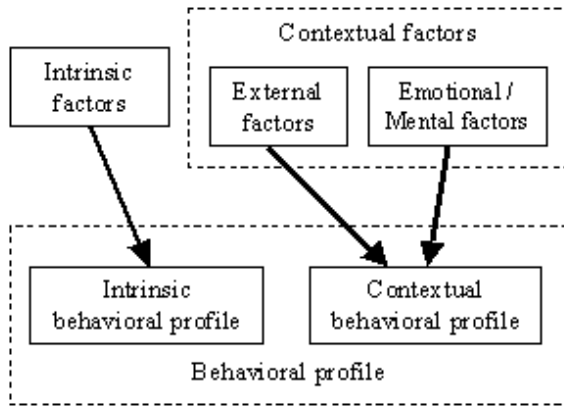 Contextual factors
Intrinsic
factors
External
factors
Emotional /
Mental factors
Intrinsic
behavioral profile
Contextual
behavioral profile
Behavioral profile